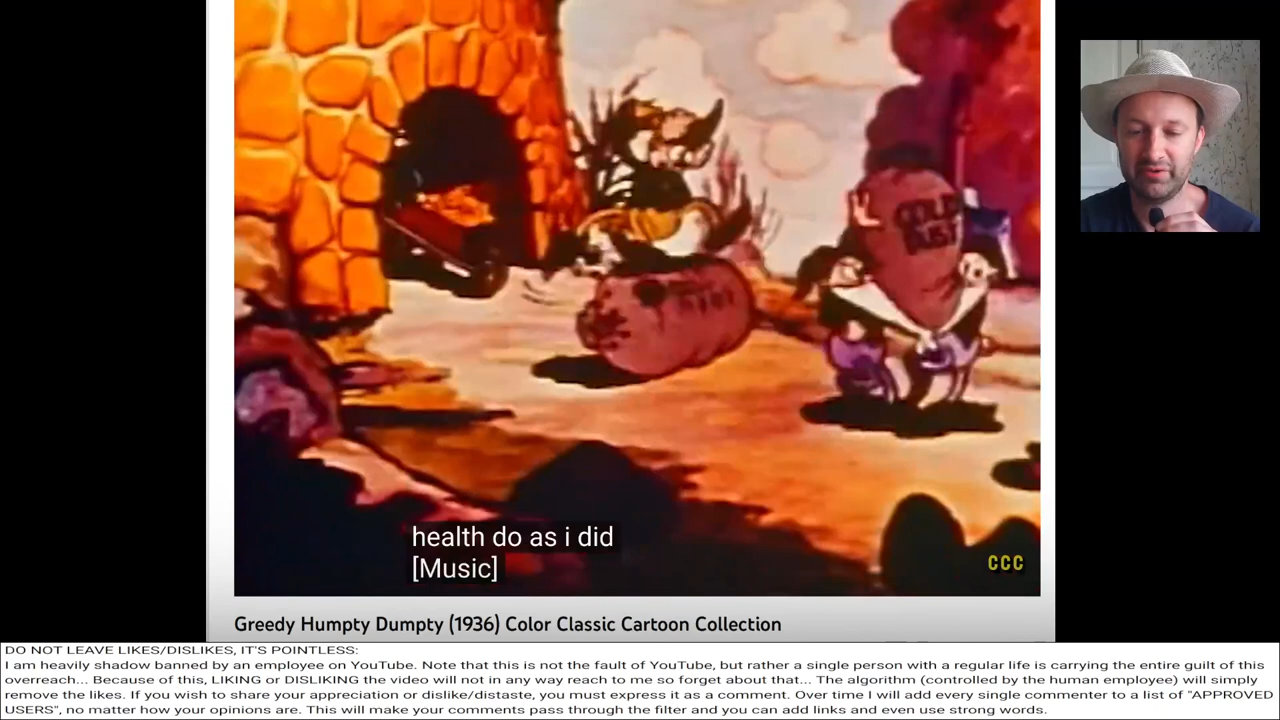 GOLD
DUST
health do as i did
[Music]
CCC
Greedy Humpty Dumpty (1936) Color Classic Cartoon Collection
DO NOT LEAVE LIKES/DISLIKES, IT'S POINTLESS:
I am heavily shadow banned by an employee on YouTube. Note that this is not the fault of YouTube, but rather a single person with a regular life is carrying the entire guilt of this
overreach... Because of this, LIKING or DISLIKING the video will not in any way reach to me so forget about that... The algorithm (controlled by the human employee) will simply
remove the likes. If you wish to share your appreciation or dislike/distaste, you must express it as a comment. Over time I will add every single commenter to a list of "APPROVED
USERS", no matter how your opinions are. This will make your comments pass through the filter and you can add links and even use strong words.